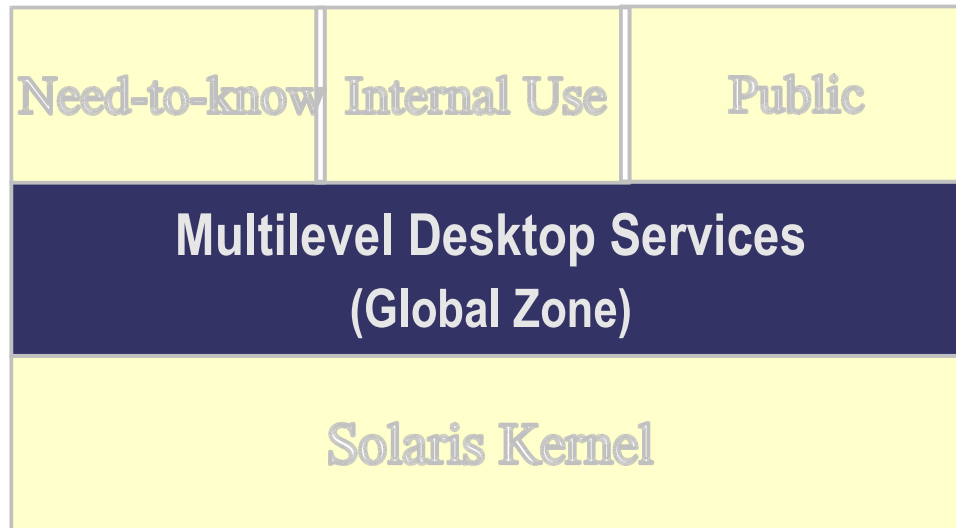 Need-to-know
Internal Use
Public
Multilevel Desktop Services
(Global Zone)
Solaris Kernel